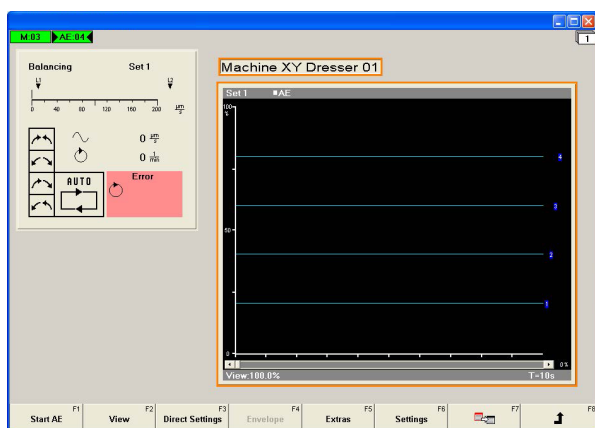 M:03 AE:04
1
Balancing Set 1
L1 L2
0 40 80 120 160 200 µm/s
0 µm/s
0 1/min
AUTO
Error
Machine XY Dresser 01
Set 1 ■AE
100
%
4
3
50
2
1
0
0%
View:100.0% T=10s
F1 F2 F3 F4 F5 F6 F7 F8
Start AE View Direct Settings Envelope Extras Settings